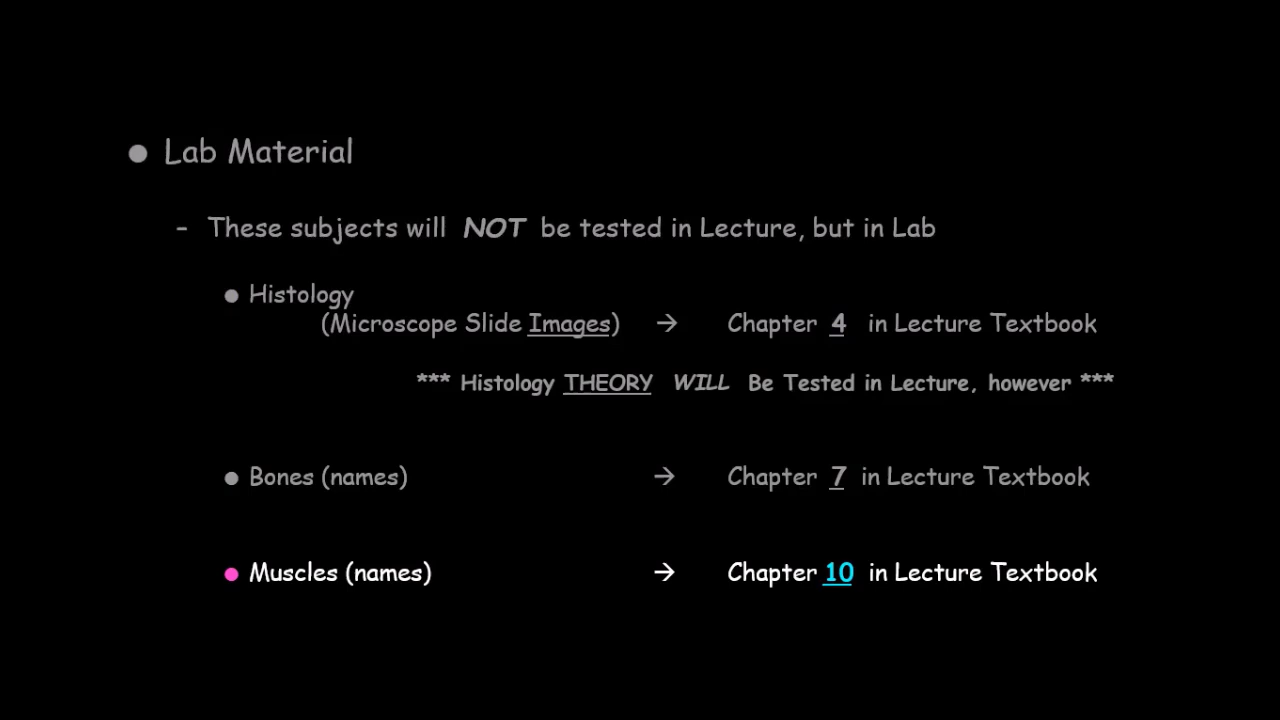 ● Lab Material
– These subjects will NOT be tested in Lecture, but in Lab
● Histology
(Microscope Slide Images) → Chapter 4 in Lecture Textbook
*** Histology THEORY WILL Be Tested in Lecture, however ***
● Bones (names) → Chapter 7 in Lecture Textbook
● Muscles (names) → Chapter 10 in Lecture Textbook